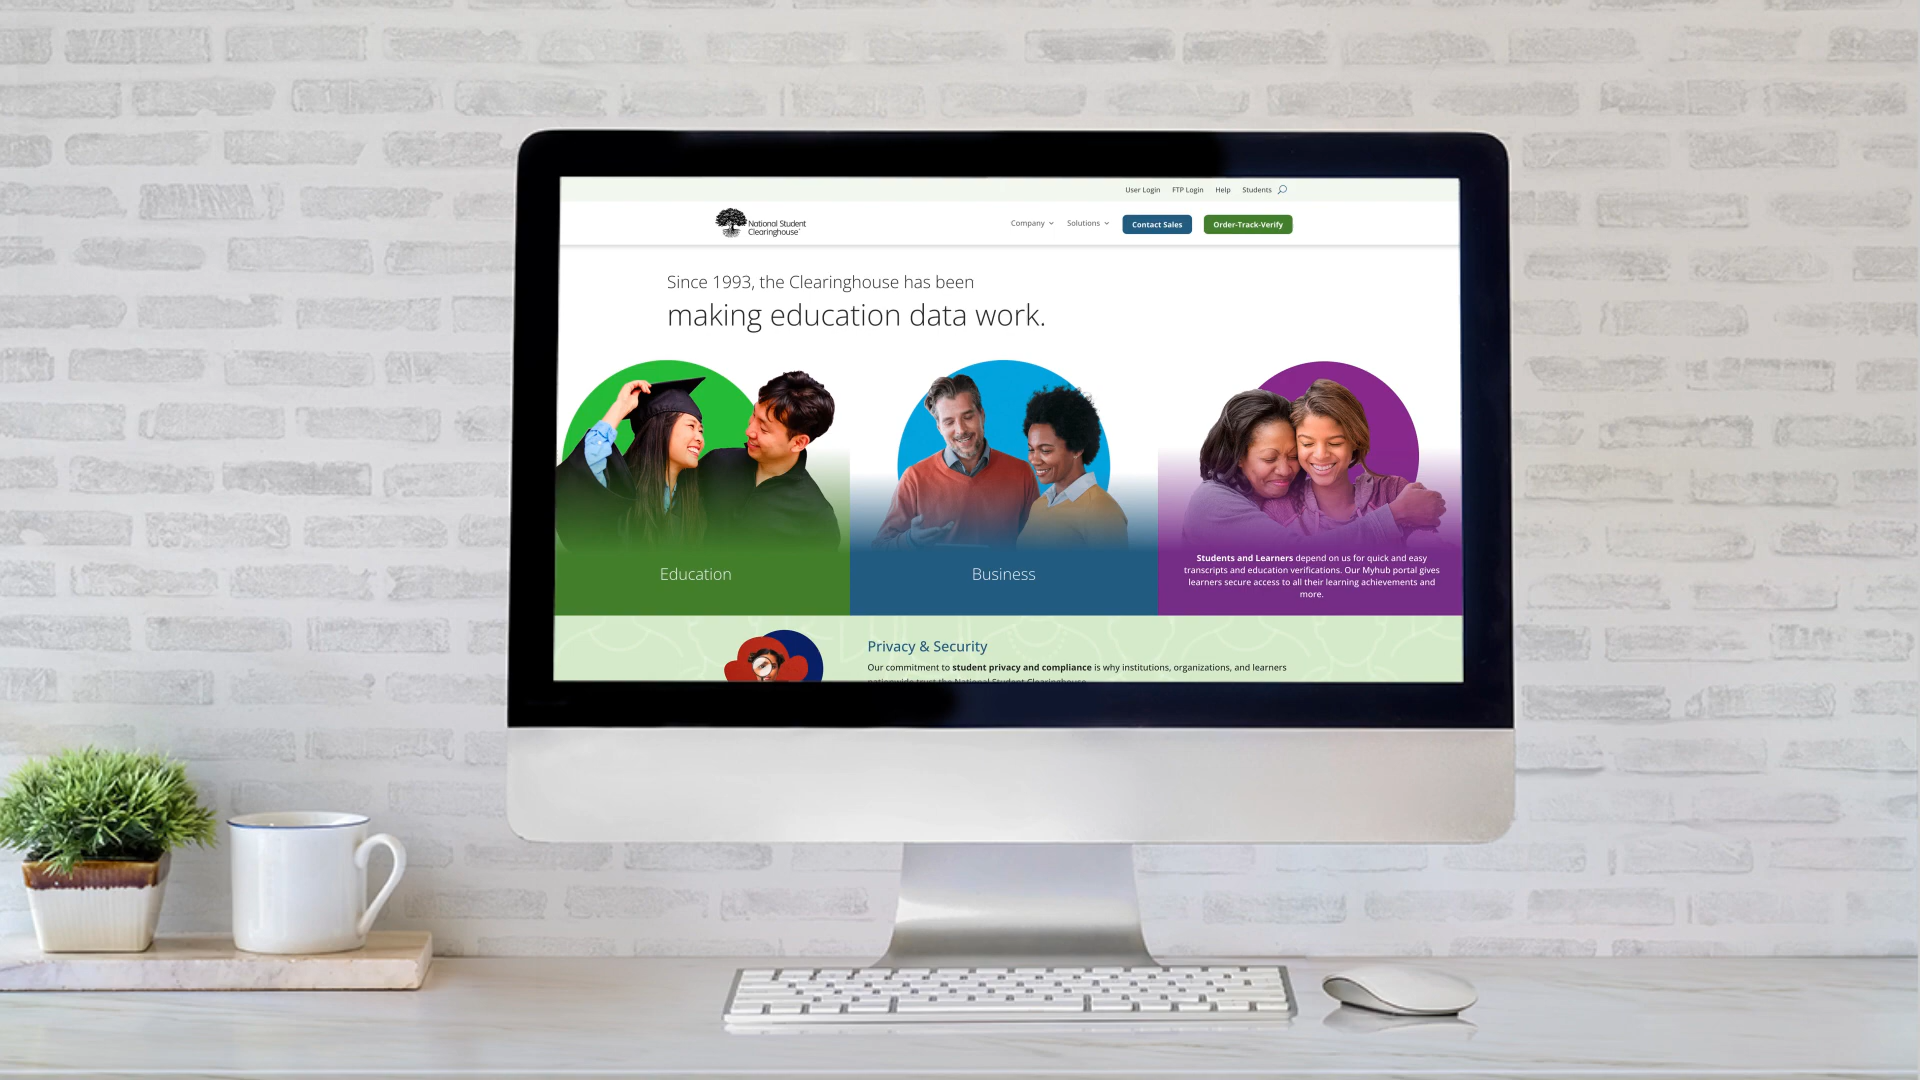 User Login FTP Login Help Students
National Student
Clearinghouse
Company Solutions Contact Sales Order-Track-Verify
Since 1993, the Clearinghouse has been
making education data work.
Education
Business
Students and Learners depend on us for quick and easy
transcripts and education verifications. Our Myhub portal gives
learners secure access to all their learning achievements and
more.
Privacy & Security
Our commitment to student privacy and compliance is why institutions, organizations, and learners
nationwide trust the National Student Clearinghouse.